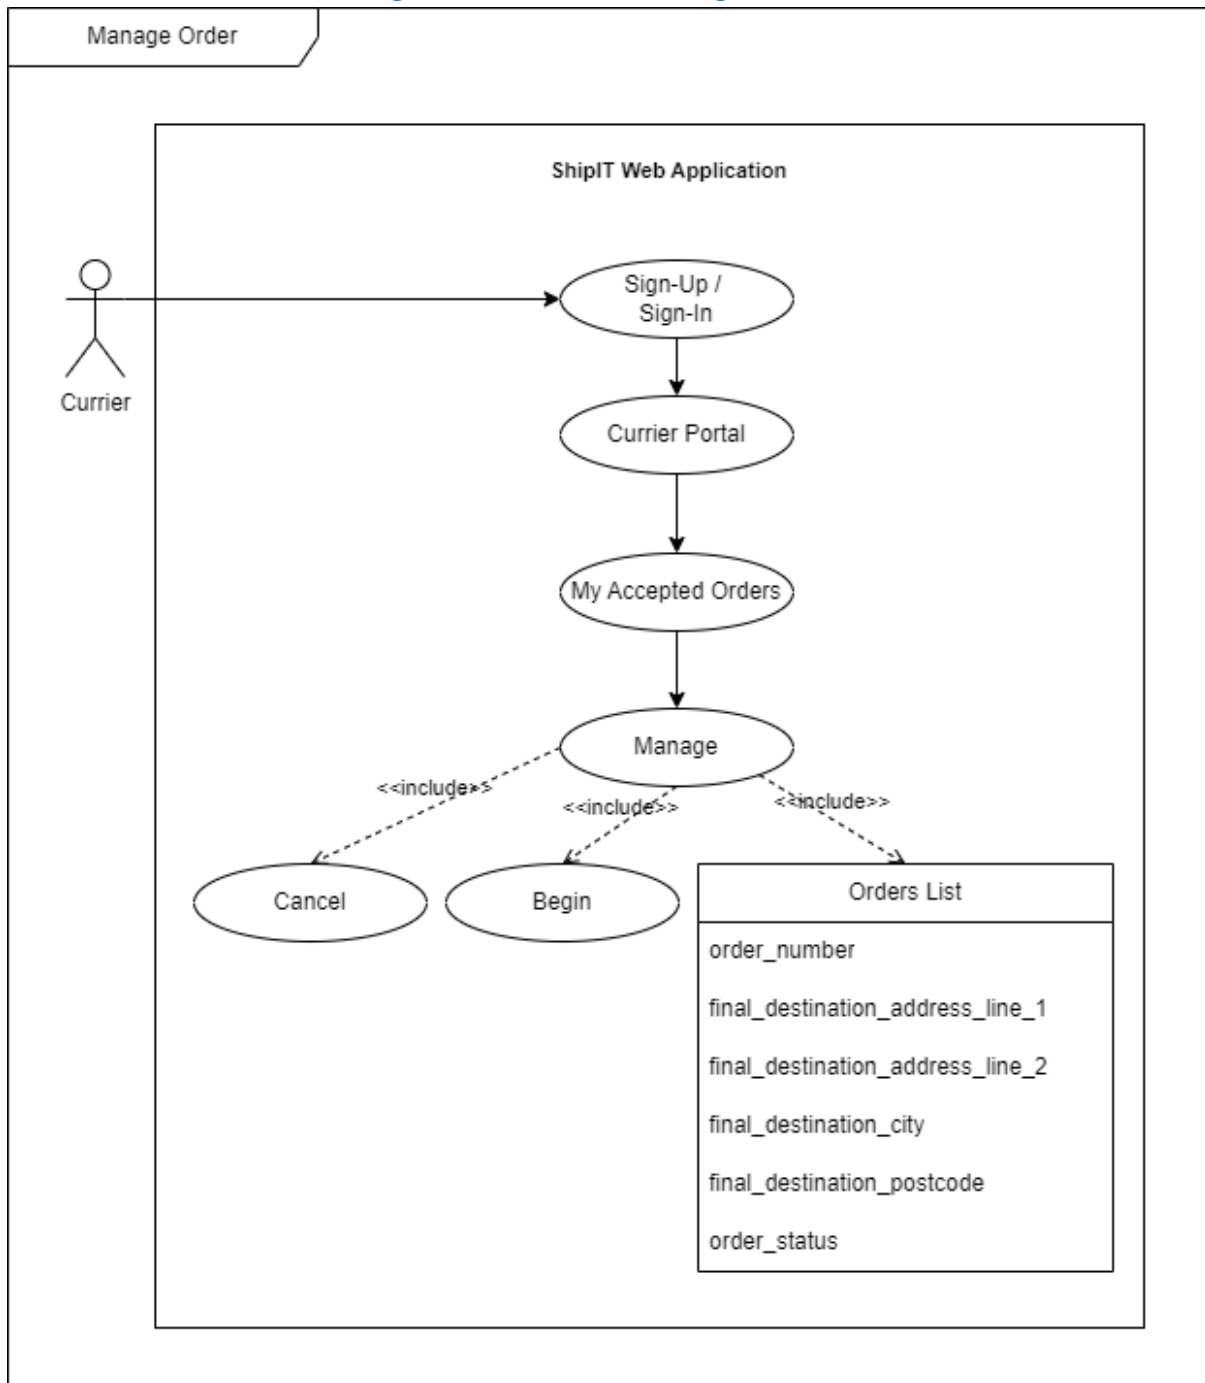 Manage Order
ShipIT Web Application
Sign-Up /
Sign-In
Currier
Currier Portal
My Accepted Orders
Manage
<<include>>
<<include>>
<<include>>
Cancel
Begin
Orders List
order_number
final_destination_address_line_1
final_destination_address_line_2
final_destination_city
final_destination_postcode
order_status